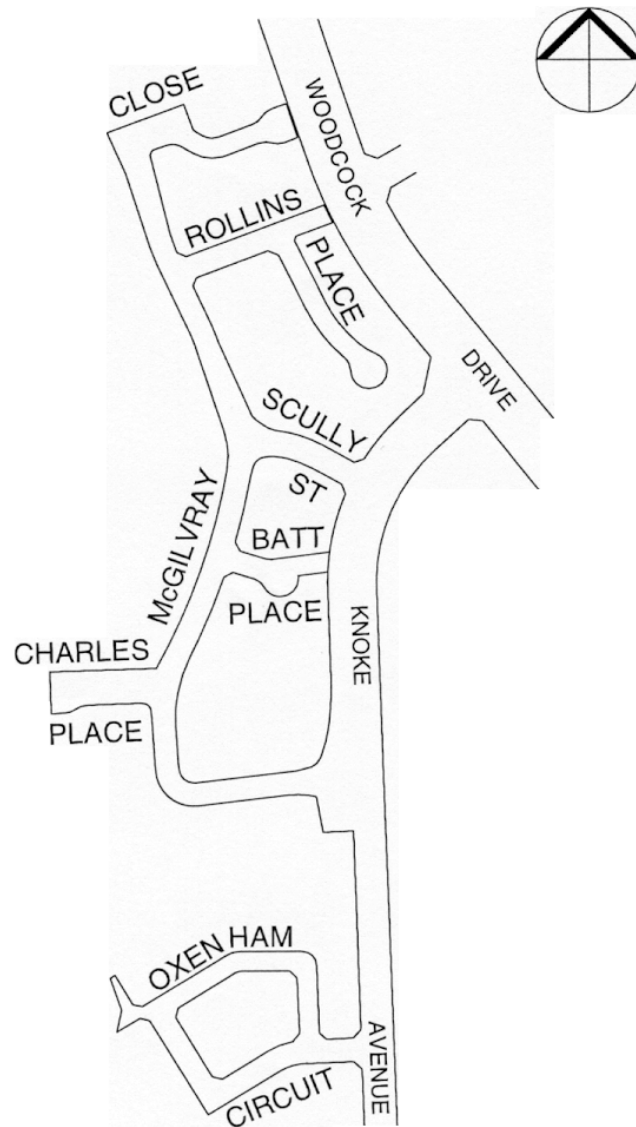 CLOSE
WOODCOCK
ROLLINS
PLACE
DRIVE
SCULLY
ST
McGILVRAY
BATT
PLACE
KNOKE
CHARLES
PLACE
OXEN HAM
AVENUE
CIRCUIT